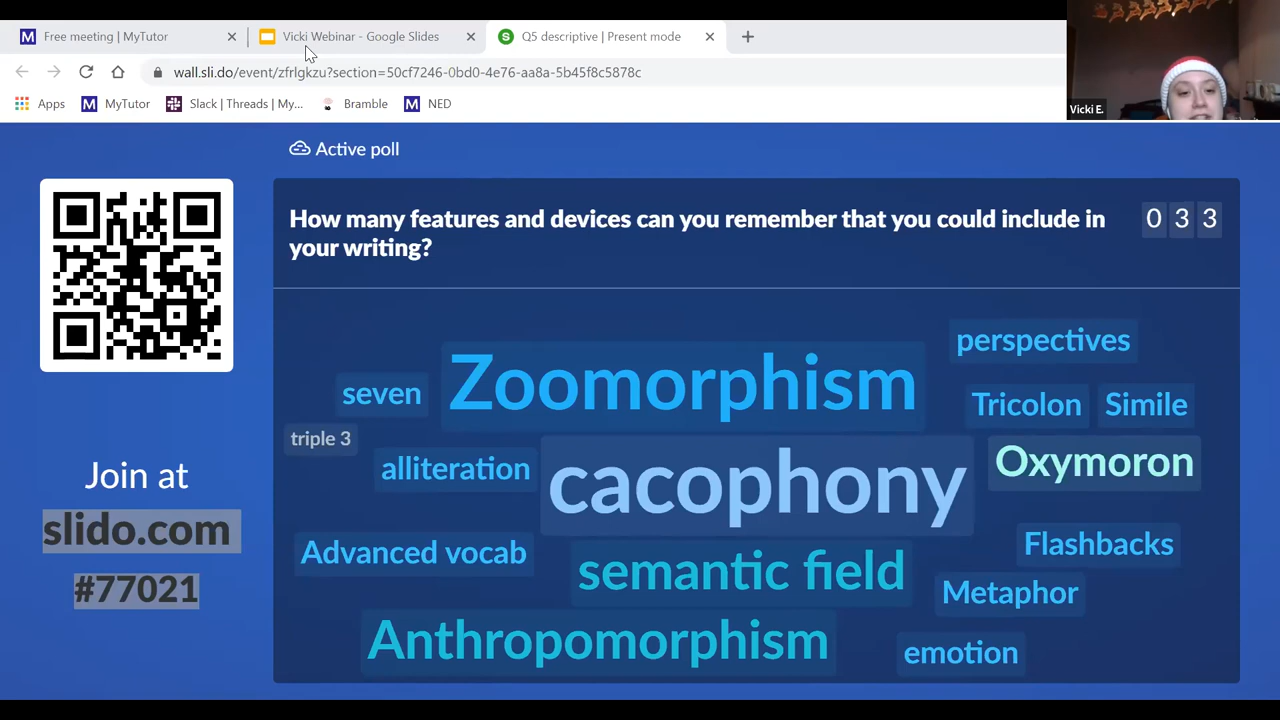 Free meeting | MyTutor
Vicki Webinar - Google Slides
Q5 descriptive | Present mode
wall.sli.do/event/zfrlgkzu?section=50cf7246-0bd0-4e76-aa8a-5b45f8c5878c
Apps
MyTutor
Slack | Threads | My...
Bramble
NED
Vicki E.
Active poll
How many features and devices can you remember that you could include in
your writing?
0 3 3
perspectives
Zoomorphism
seven
Tricolon
Simile
triple 3
alliteration
cacophony
Oxymoron
Advanced vocab
semantic field
Flashbacks
Metaphor
Anthropomorphism
emotion
Join at
slido.com
#77021